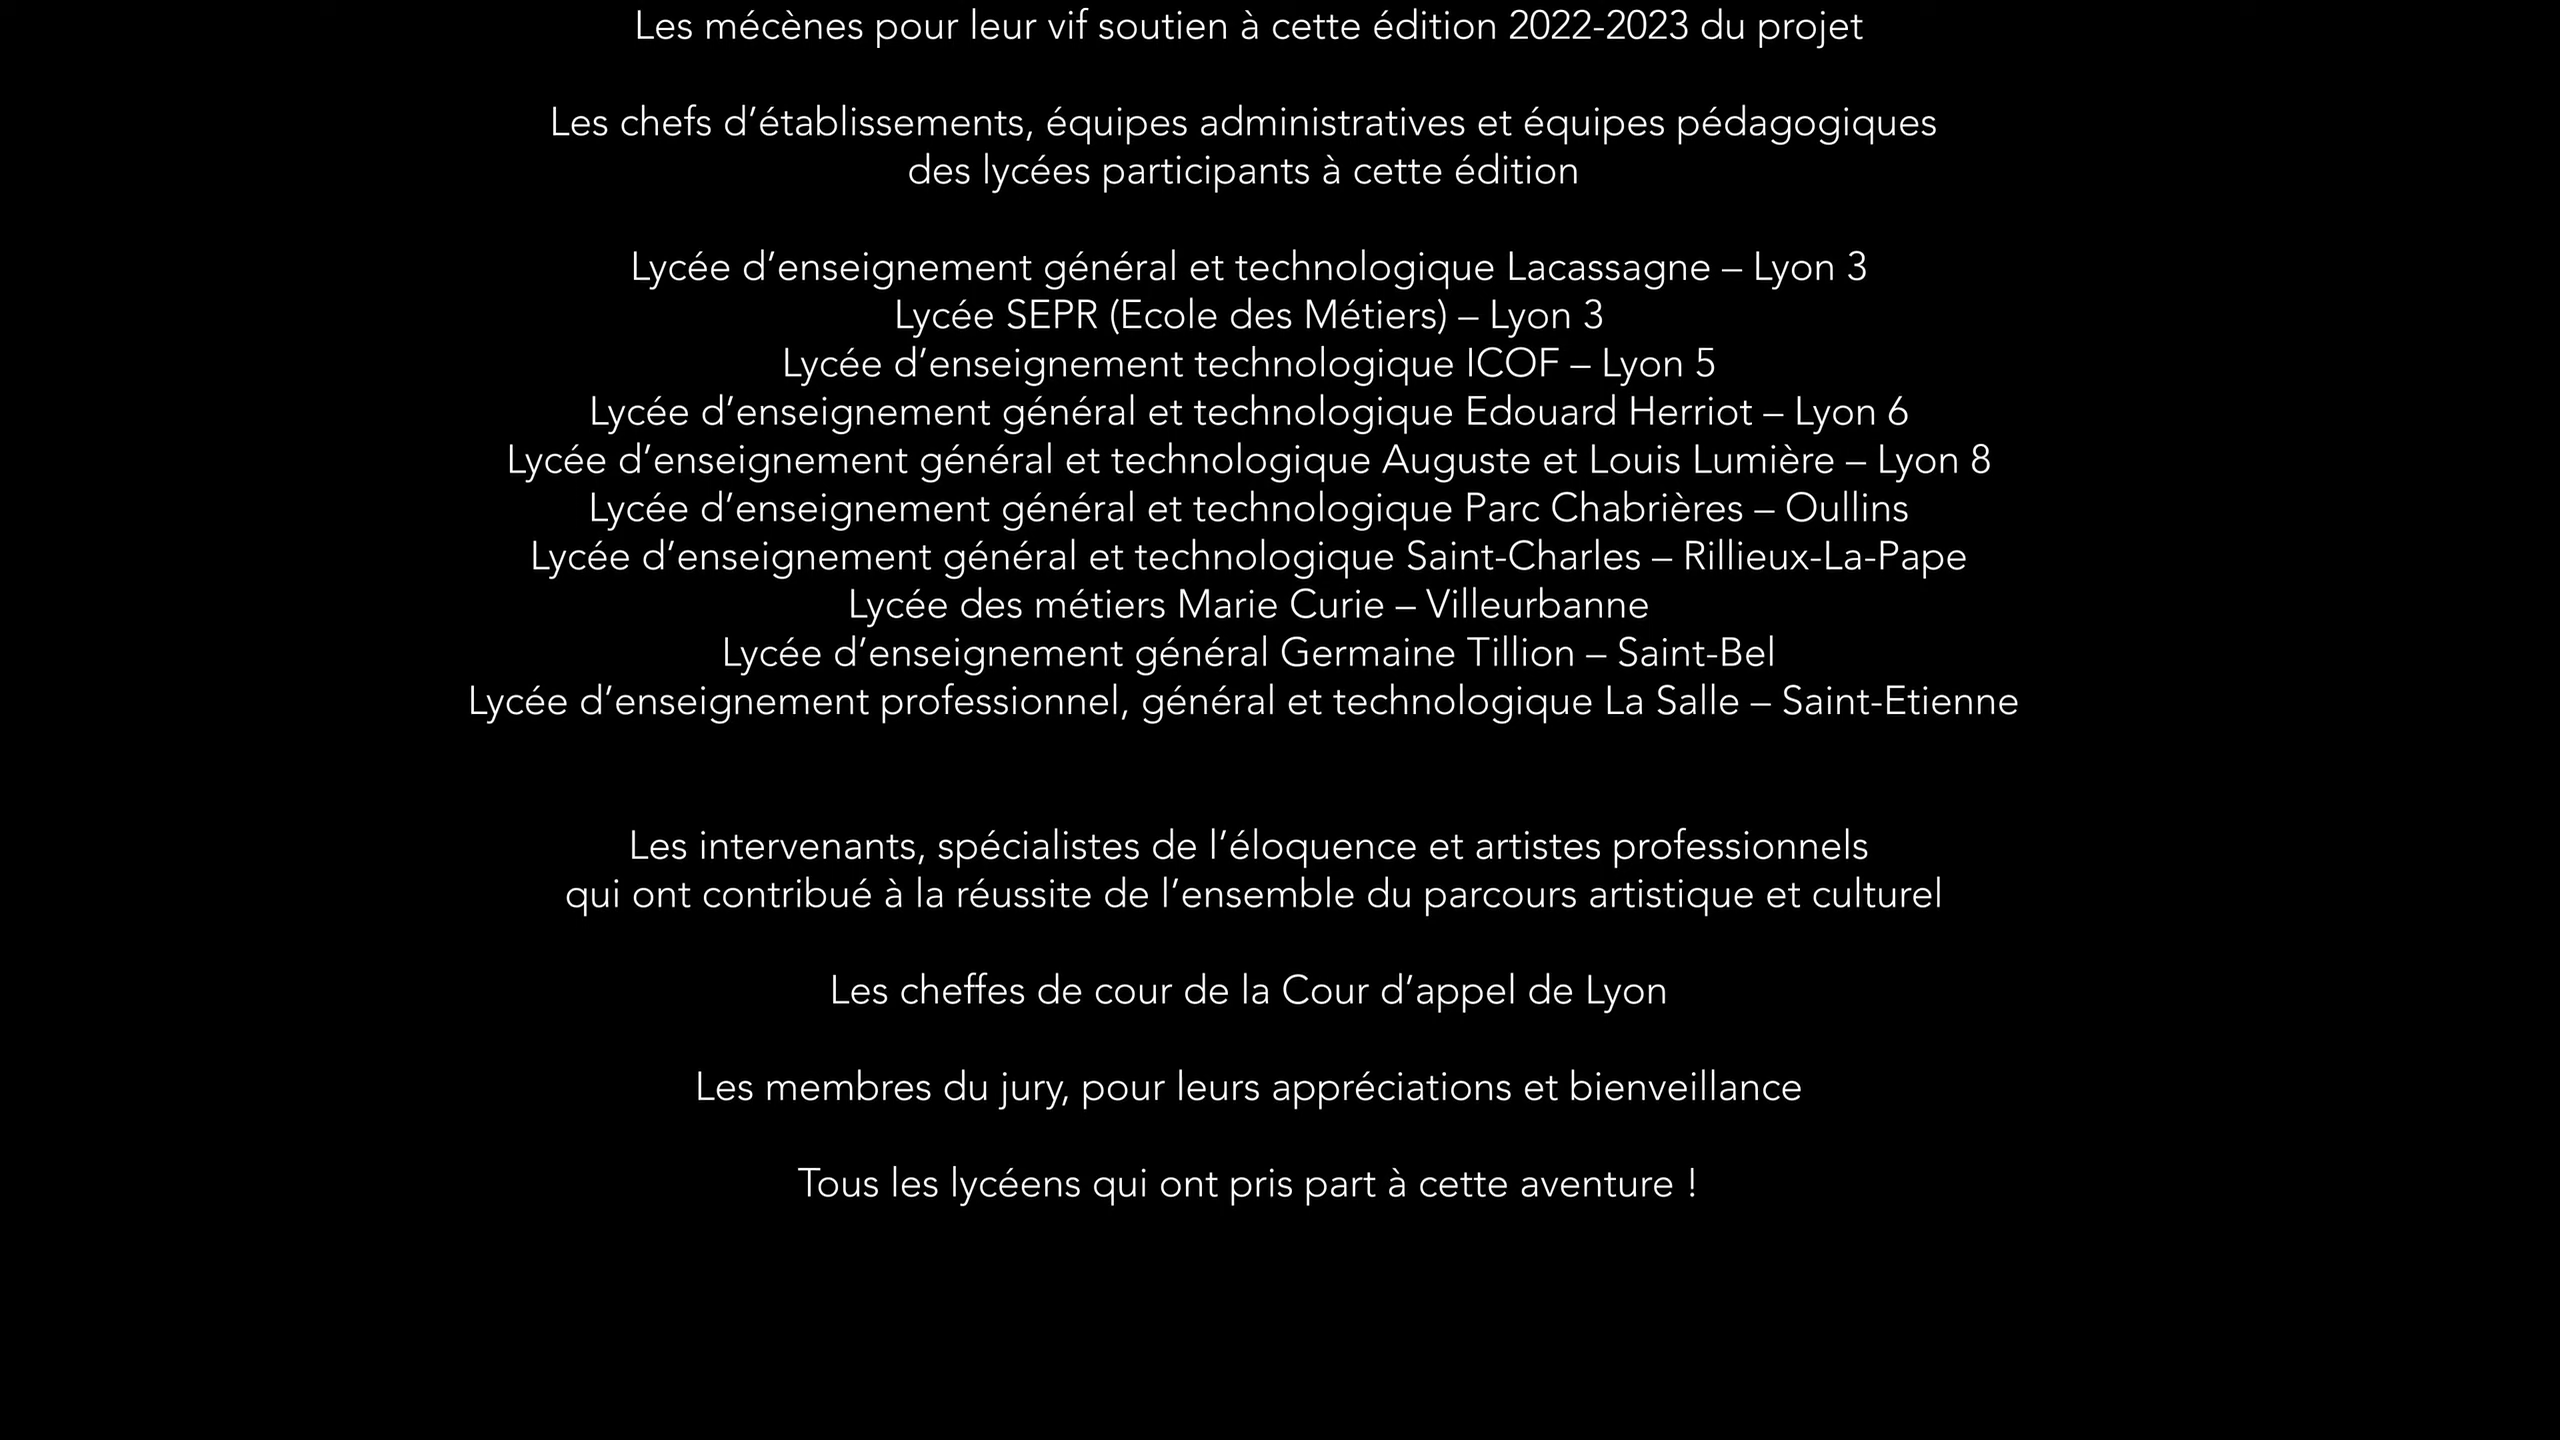 Les mécènes pour leur vif soutien à cette édition 2022-2023 du projet
Les chefs d’établissements, équipes administratives et équipes pédagogiques
des lycées participants à cette édition
Lycée d’enseignement général et technologique Lacassagne – Lyon 3
Lycée SEPR (Ecole des Métiers) – Lyon 3
Lycée d’enseignement technologique ICOF – Lyon 5
Lycée d’enseignement général et technologique Edouard Herriot – Lyon 6
Lycée d’enseignement général et technologique Auguste et Louis Lumière – Lyon 8
Lycée d’enseignement général et technologique Parc Chabrières – Oullins
Lycée d’enseignement général et technologique Saint-Charles – Rillieux-La-Pape
Lycée des métiers Marie Curie – Villeurbanne
Lycée d’enseignement général Germaine Tillion – Saint-Bel
Lycée d’enseignement professionnel, général et technologique La Salle – Saint-Etienne
Les intervenants, spécialistes de l’éloquence et artistes professionnels
qui ont contribué à la réussite de l’ensemble du parcours artistique et culturel
Les cheffes de cour de la Cour d’appel de Lyon
Les membres du jury, pour leurs appréciations et bienveillance
Tous les lycéens qui ont pris part à cette aventure !